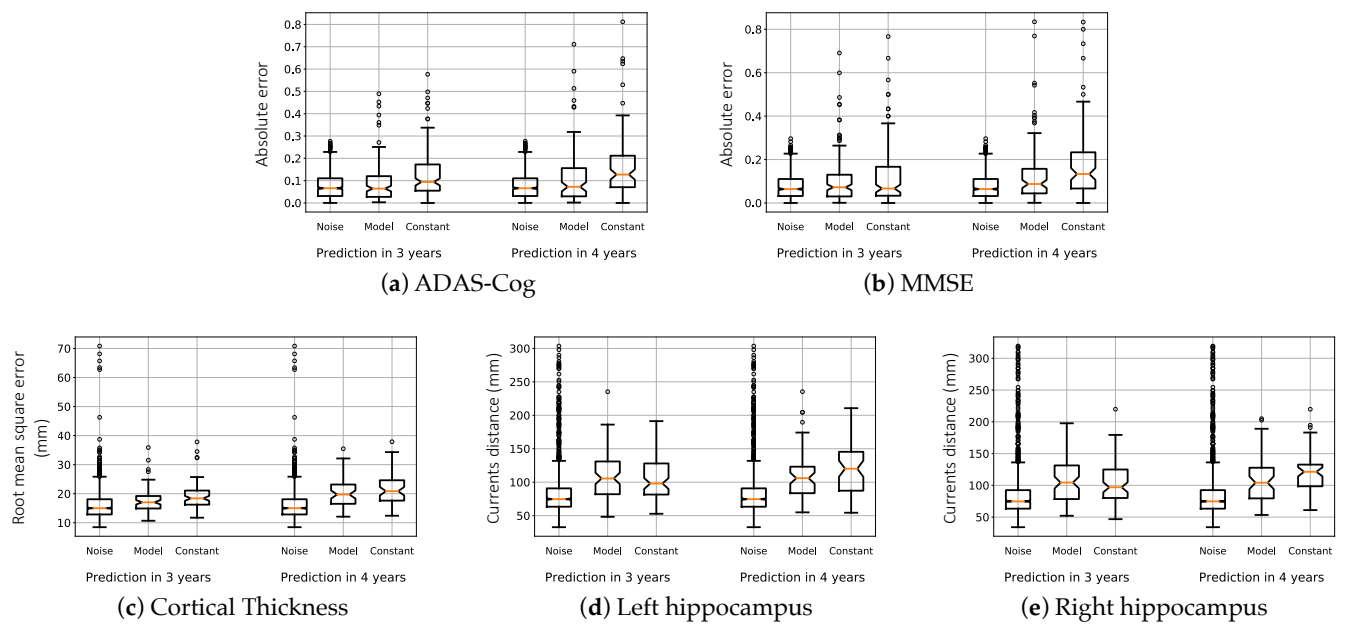 Absolute error
0.8
0.7
0.6
0.5
0.4
0.3
0.2
0.1
0.0
Noise Model Constant Noise Model Constant
Prediction in 3 years Prediction in 4 years
(a) ADAS-Cog
Absolute error
0.8
0.6
0.4
0.2
0.0
Noise Model Constant Noise Model Constant
Prediction in 3 years Prediction in 4 years
(b) MMSE
Root mean square error
(mm)
70
60
50
40
30
20
10
Noise Model Constant Noise Model Constant
Prediction in 3 years Prediction in 4 years
(c) Cortical Thickness
Currents distance (mm)
300
250
200
150
100
50
Noise Model Constant Noise Model Constant
Prediction in 3 years Prediction in 4 years
(d) Left hippocampus
Currents distance (mm)
300
250
200
150
100
50
Noise Model Constant Noise Model Constant
Prediction in 3 years Prediction in 4 years
(e) Right hippocampus